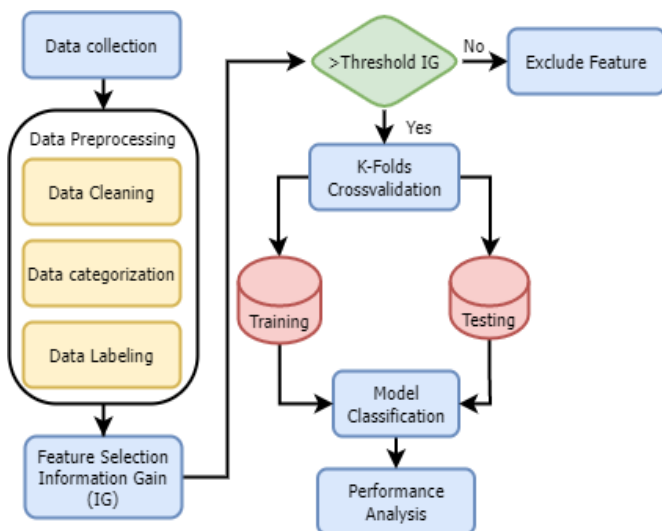 Data collection
Data Preprocessing
Data Cleaning
Data categorization
Data Labeling
Feature Selection
Information Gain
(IG)
>Threshold IG
No
Exclude Feature
Yes
K-Folds
Crossvalidation
Training
Testing
Model
Classification
Performance
Analysis